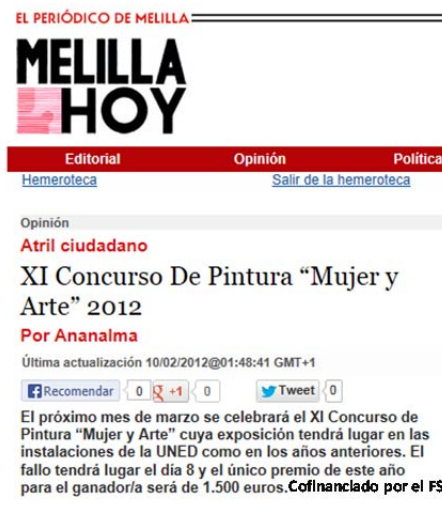 EL PERIÓDICO DE MELILLA
MELILLA
HOY
Editorial Opinión Política
Hemeroteca Salir de la hemeroteca
Opinión
Atril ciudadano
XI Concurso De Pintura “Mujer y
Arte” 2012
Por Ananalma
Última actualización 10/02/2012@01:48:41 GMT+1
Recomendar 0 +1 0 Tweet 0
El próximo mes de marzo se celebrará el XI Concurso de
Pintura “Mujer y Arte” cuya exposición tendrá lugar en las
instalaciones de la UNED como en los años anteriores. El
fallo tendrá lugar el día 8 y el único premio de este año
para el ganador/a será de 1.500 euros. Cofinanciado por el FS